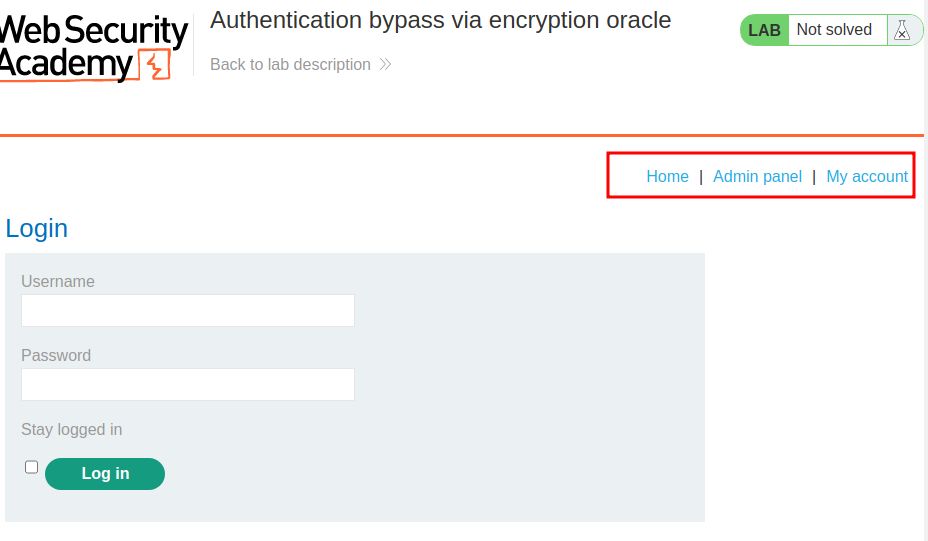 Web Security
Academy
Authentication bypass via encryption oracle
Back to lab description
LAB Not solved
Home | Admin panel | My account
Login
Username
Password
Stay logged in
Log in